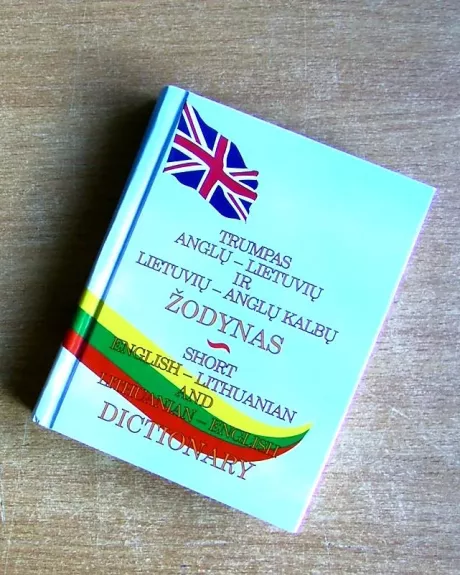 TRUMPAS
ANGLŲ – LIETUVIŲ
IR
LIETUVIŲ – ANGLŲ KALBŲ
ŽODYNAS
SHORT
ENGLISH – LITHUANIAN
AND
LITHUANIAN – ENGLISH
DICTIONARY